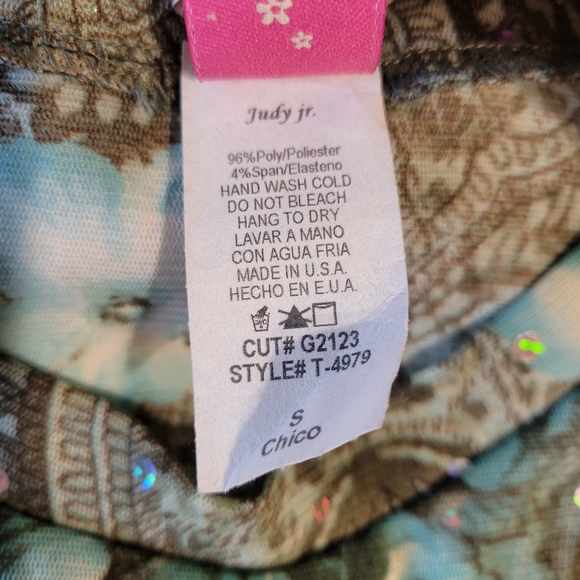 Judy jr.
96%Poly/Poliester
4%Span/Elasteno
HAND WASH COLD
DO NOT BLEACH
HANG TO DRY
LAVAR A MANO
CON AGUA FRIA
MADE IN U.S.A.
HECHO EN E.U.A.
CUT# G2123
STYLE# T-4979
S
Chico